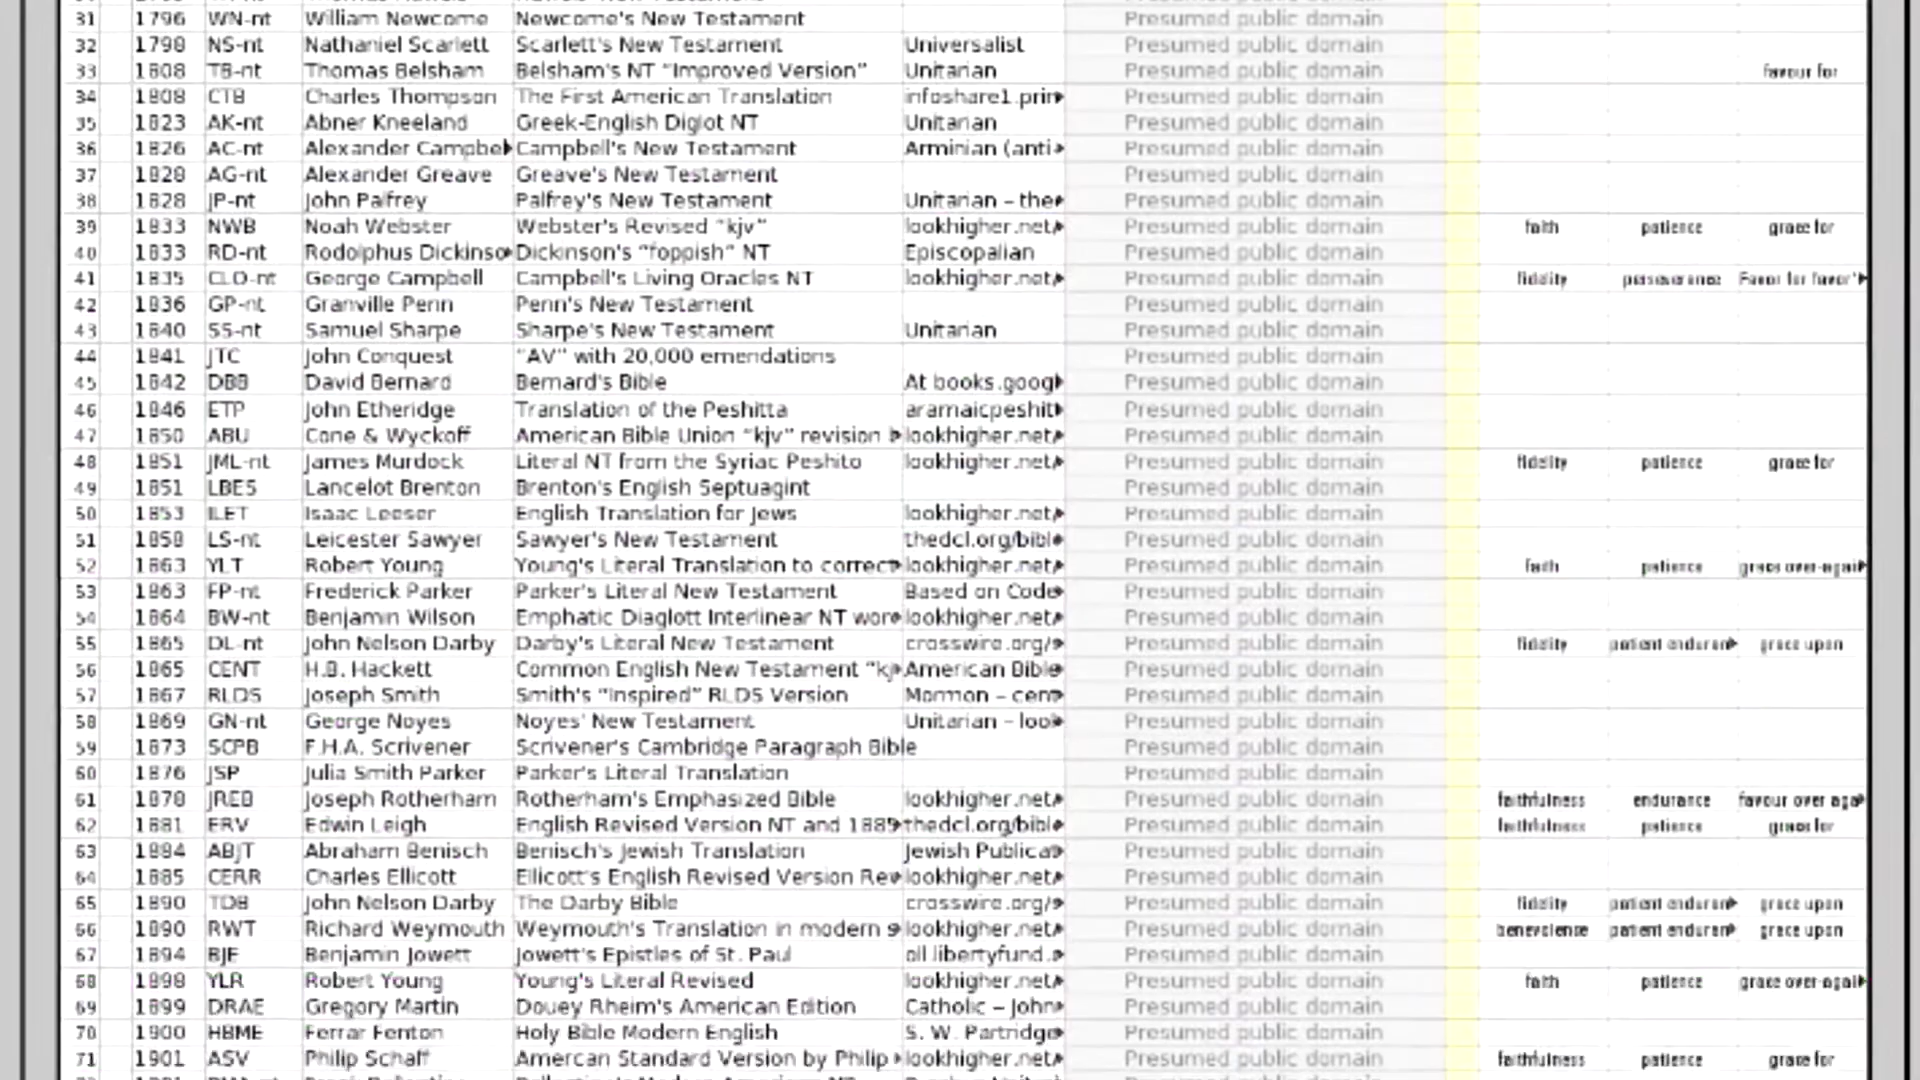 31 1796 WN-nt William Newcome Newcome's New Testament Presumed public domain
32 1798 NS-nt Nathaniel Scarlett Scarlett's New Testament Universalist Presumed public domain
33 1808 TB-nt Thomas Belsham Belsham's NT “Improved Version” Unitarian Presumed public domain favour for
34 1808 CTB Charles Thompson The First American Translation infoshare1.prin Presumed public domain
35 1823 AK-nt Abner Kneeland Greek-English Diglot NT Unitarian Presumed public domain
36 1826 AC-nt Alexander Campbel Campbell's New Testament Arminian (anti- Presumed public domain
37 1828 AG-nt Alexander Greave Greave's New Testament Presumed public domain
38 1828 JP-nt John Palfrey Palfrey's New Testament Unitarian – the Presumed public domain
39 1833 NWB Noah Webster Webster's Revised “kjv” lookhigher.net/ Presumed public domain faith patience grace for
40 1833 RD-nt Rodolphus Dickinso Dickinson's “foppish” NT Episcopalian Presumed public domain
41 1835 CLO-nt George Campbell Campbell's Living Oracles NT lookhigher.net/ Presumed public domain fidelity perseverance Favor for favor'
42 1836 GP-nt Granville Penn Penn's New Testament Presumed public domain
43 1840 SS-nt Samuel Sharpe Sharpe's New Testament Unitarian Presumed public domain
44 1841 JTC John Conquest “AV” with 20,000 emendations Presumed public domain
45 1842 DBB David Bernard Bernard's Bible At books.googl Presumed public domain
46 1846 ETP John Etheridge Translation of the Peshitta aramaicpeshitt Presumed public domain
47 1850 ABU Cone & Wyckoff American Bible Union “kjv” revision lookhigher.net/ Presumed public domain
48 1851 JML-nt James Murdock Literal NT from the Syriac Peshito lookhigher.net/ Presumed public domain fidelity patience grace for
49 1851 LBES Lancelot Brenton Brenton's English Septuagint Presumed public domain
50 1853 ILET Isaac Leeser English Translation for Jews lookhigher.net/ Presumed public domain
51 1858 LS-nt Leicester Sawyer Sawyer's New Testament thedcl.org/bibl Presumed public domain
52 1863 YLT Robert Young Young's Literal Translation to correct lookhigher.net/ Presumed public domain faith patience grace over-again
53 1863 FP-nt Frederick Parker Parker's Literal New Testament Based on Code Presumed public domain
54 1864 BW-nt Benjamin Wilson Emphatic Diaglott Interlinear NT wor lookhigher.net/ Presumed public domain
55 1865 DL-nt John Nelson Darby Darby's Literal New Testament crosswire.org/s Presumed public domain fidelity patient enduran grace upon
56 1865 CENT H.B. Hackett Common English New Testament “kj American Bible Presumed public domain
57 1867 RLDS Joseph Smith Smith's “Inspired” RLDS Version Mormon – cen Presumed public domain
58 1869 GN-nt George Noyes Noyes' New Testament Unitarian – loo Presumed public domain
59 1873 SCPB F.H.A. Scrivener Scrivener's Cambridge Paragraph Bible Presumed public domain
60 1876 JSP Julia Smith Parker Parker's Literal Translation Presumed public domain
61 1878 JREB Joseph Rotherham Rotherham's Emphasized Bible lookhigher.net/ Presumed public domain faithfulness endurance favour over aga
62 1881 ERV Edwin Leigh English Revised Version NT and 1885 thedcl.org/bibl Presumed public domain faithfulness patience grace for
63 1884 ABJT Abraham Benisch Benisch's Jewish Translation Jewish Publica Presumed public domain
64 1885 CERR Charles Ellicott Ellicott's English Revised Version Rev lookhigher.net/ Presumed public domain
65 1890 TDB John Nelson Darby The Darby Bible crosswire.org/s Presumed public domain fidelity patient enduran grace upon
66 1890 RWT Richard Weymouth Weymouth's Translation in modern s lookhigher.net/ Presumed public domain benevolence patient enduran grace upon
67 1894 BJE Benjamin Jowett Jowett's Epistles of St. Paul oll.libertyfund. Presumed public domain
68 1898 YLR Robert Young Young's Literal Revised lookhigher.net/ Presumed public domain faith patience grace over-agai
69 1899 DRAE Gregory Martin Douey Rheim's American Edition Catholic – John Presumed public domain
70 1900 HBME Ferrar Fenton Holy Bible Modern English S. W. Partridg Presumed public domain
71 1901 ASV Philip Schaff Amercan Standard Version by Philip lookhigher.net/ Presumed public domain faithfulness patience grace for